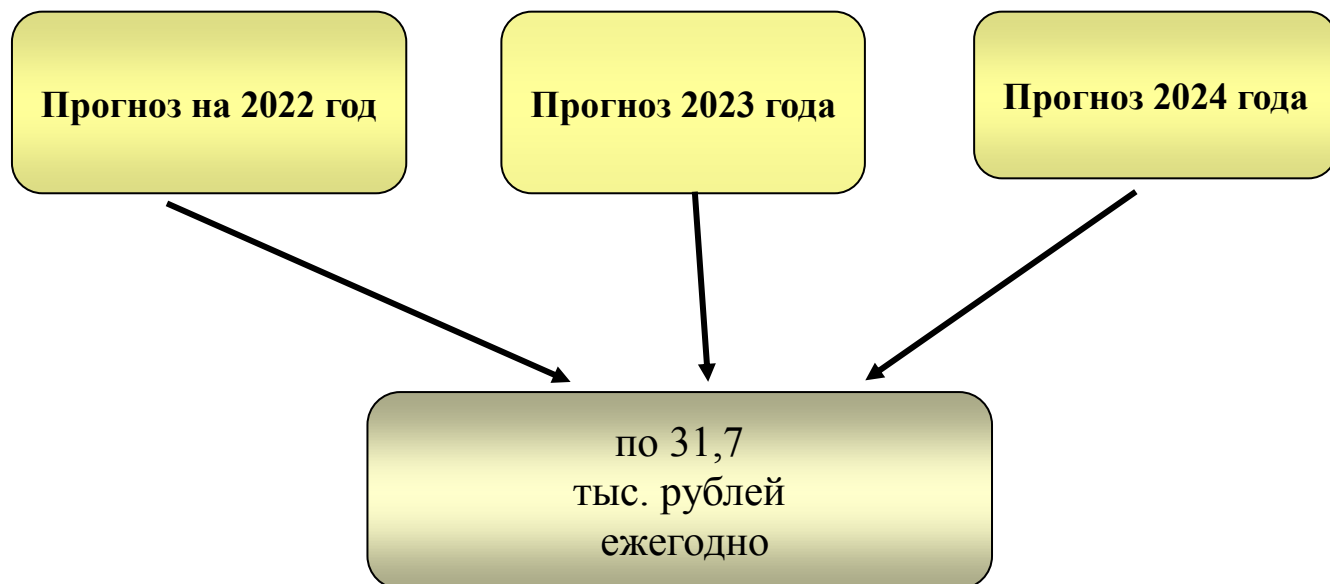 Прогноз на 2022 год
Прогноз 2023 года
Прогноз 2024 года
по 31,7
тыс. рублей
ежегодно